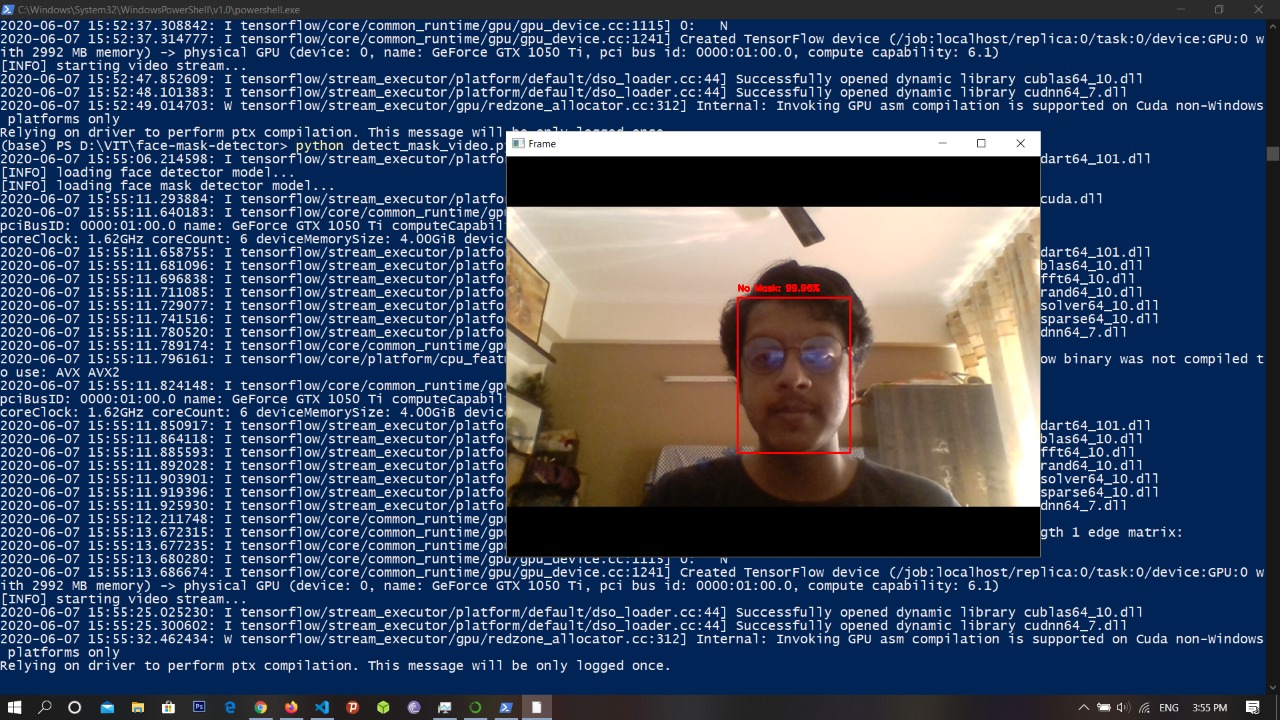 C:\Windows\System32\WindowsPowerShell\v1.0\powershell.exe
2020-06-07 15:52:37.308842: I tensorflow/core/common_runtime/gpu/gpu_device.cc:1115] 0:   N
2020-06-07 15:52:37.314777: I tensorflow/core/common_runtime/gpu/gpu_device.cc:1241] Created TensorFlow device (/job:localhost/replica:0/task:0/device:GPU:0 w
ith 2992 MB memory) -> physical GPU (device: 0, name: GeForce GTX 1050 Ti, pci bus id: 0000:01:00.0, compute capability: 6.1)
[INFO] starting video stream...
2020-06-07 15:52:47.852609: I tensorflow/stream_executor/platform/default/dso_loader.cc:44] Successfully opened dynamic library cublas64_10.dll
2020-06-07 15:52:48.101383: I tensorflow/stream_executor/platform/default/dso_loader.cc:44] Successfully opened dynamic library cudnn64_7.dll
2020-06-07 15:52:49.014703: W tensorflow/stream_executor/gpu/redzone_allocator.cc:312] Internal: Invoking GPU asm compilation is supported on Cuda non-Windows
 platforms only
Relying on driver to perform ptx compilation. This message will be only logged once.
(base) PS D:\VIT\face-mask-detector> python detect_mask_video.p
2020-06-07 15:55:06.214598: I tensorflow/stream_executor/platfo dart64_101.dll
[INFO] loading face detector model...
[INFO] loading face mask detector model...
2020-06-07 15:55:11.293884: I tensorflow/stream_executor/platfo cuda.dll
2020-06-07 15:55:11.640183: I tensorflow/core/common_runtime/gp
pciBusID: 0000:01:00.0 name: GeForce GTX 1050 Ti computeCapabil
coreClock: 1.62GHz coreCount: 6 deviceMemorySize: 4.00GiB devic
2020-06-07 15:55:11.658755: I tensorflow/stream_executor/platfo dart64_101.dll
2020-06-07 15:55:11.681096: I tensorflow/stream_executor/platfo blas64_10.dll
2020-06-07 15:55:11.696838: I tensorflow/stream_executor/platfo fft64_10.dll
2020-06-07 15:55:11.711085: I tensorflow/stream_executor/platfo rand64_10.dll
2020-06-07 15:55:11.729077: I tensorflow/stream_executor/platfo solver64_10.dll
2020-06-07 15:55:11.741516: I tensorflow/stream_executor/platfo sparse64_10.dll
2020-06-07 15:55:11.780520: I tensorflow/stream_executor/platfo dnn64_7.dll
2020-06-07 15:55:11.789174: I tensorflow/core/common_runtime/gp
2020-06-07 15:55:11.796161: I tensorflow/core/platform/cpu_feat ow binary was not compiled t
o use: AVX AVX2
2020-06-07 15:55:11.824148: I tensorflow/core/common_runtime/gp
pciBusID: 0000:01:00.0 name: GeForce GTX 1050 Ti computeCapabil
coreClock: 1.62GHz coreCount: 6 deviceMemorySize: 4.00GiB devic
2020-06-07 15:55:11.850917: I tensorflow/stream_executor/platfo dart64_101.dll
2020-06-07 15:55:11.864118: I tensorflow/stream_executor/platfo blas64_10.dll
2020-06-07 15:55:11.885593: I tensorflow/stream_executor/platfo fft64_10.dll
2020-06-07 15:55:11.892028: I tensorflow/stream_executor/platfo rand64_10.dll
2020-06-07 15:55:11.903901: I tensorflow/stream_executor/platfo solver64_10.dll
2020-06-07 15:55:11.919396: I tensorflow/stream_executor/platfo sparse64_10.dll
2020-06-07 15:55:11.925930: I tensorflow/stream_executor/platfo dnn64_7.dll
2020-06-07 15:55:12.211748: I tensorflow/core/common_runtime/gp
2020-06-07 15:55:13.672315: I tensorflow/core/common_runtime/gp gth 1 edge matrix:
2020-06-07 15:55:13.677235: I tensorflow/core/common_runtime/gp
2020-06-07 15:55:13.680280: I tensorflow/core/common_runtime/gpu/gpu_device.cc:1115] 0:   N
2020-06-07 15:55:13.686674: I tensorflow/core/common_runtime/gpu/gpu_device.cc:1241] Created TensorFlow device (/job:localhost/replica:0/task:0/device:GPU:0 w
ith 2992 MB memory) -> physical GPU (device: 0, name: GeForce GTX 1050 Ti, pci bus id: 0000:01:00.0, compute capability: 6.1)
[INFO] starting video stream...
2020-06-07 15:55:25.025230: I tensorflow/stream_executor/platform/default/dso_loader.cc:44] Successfully opened dynamic library cublas64_10.dll
2020-06-07 15:55:25.300602: I tensorflow/stream_executor/platform/default/dso_loader.cc:44] Successfully opened dynamic library cudnn64_7.dll
2020-06-07 15:55:32.462434: W tensorflow/stream_executor/gpu/redzone_allocator.cc:312] Internal: Invoking GPU asm compilation is supported on Cuda non-Windows
 platforms only
Relying on driver to perform ptx compilation. This message will be only logged once.
Frame
No Mask: 99.96%
Ps
ENG
3:55 PM